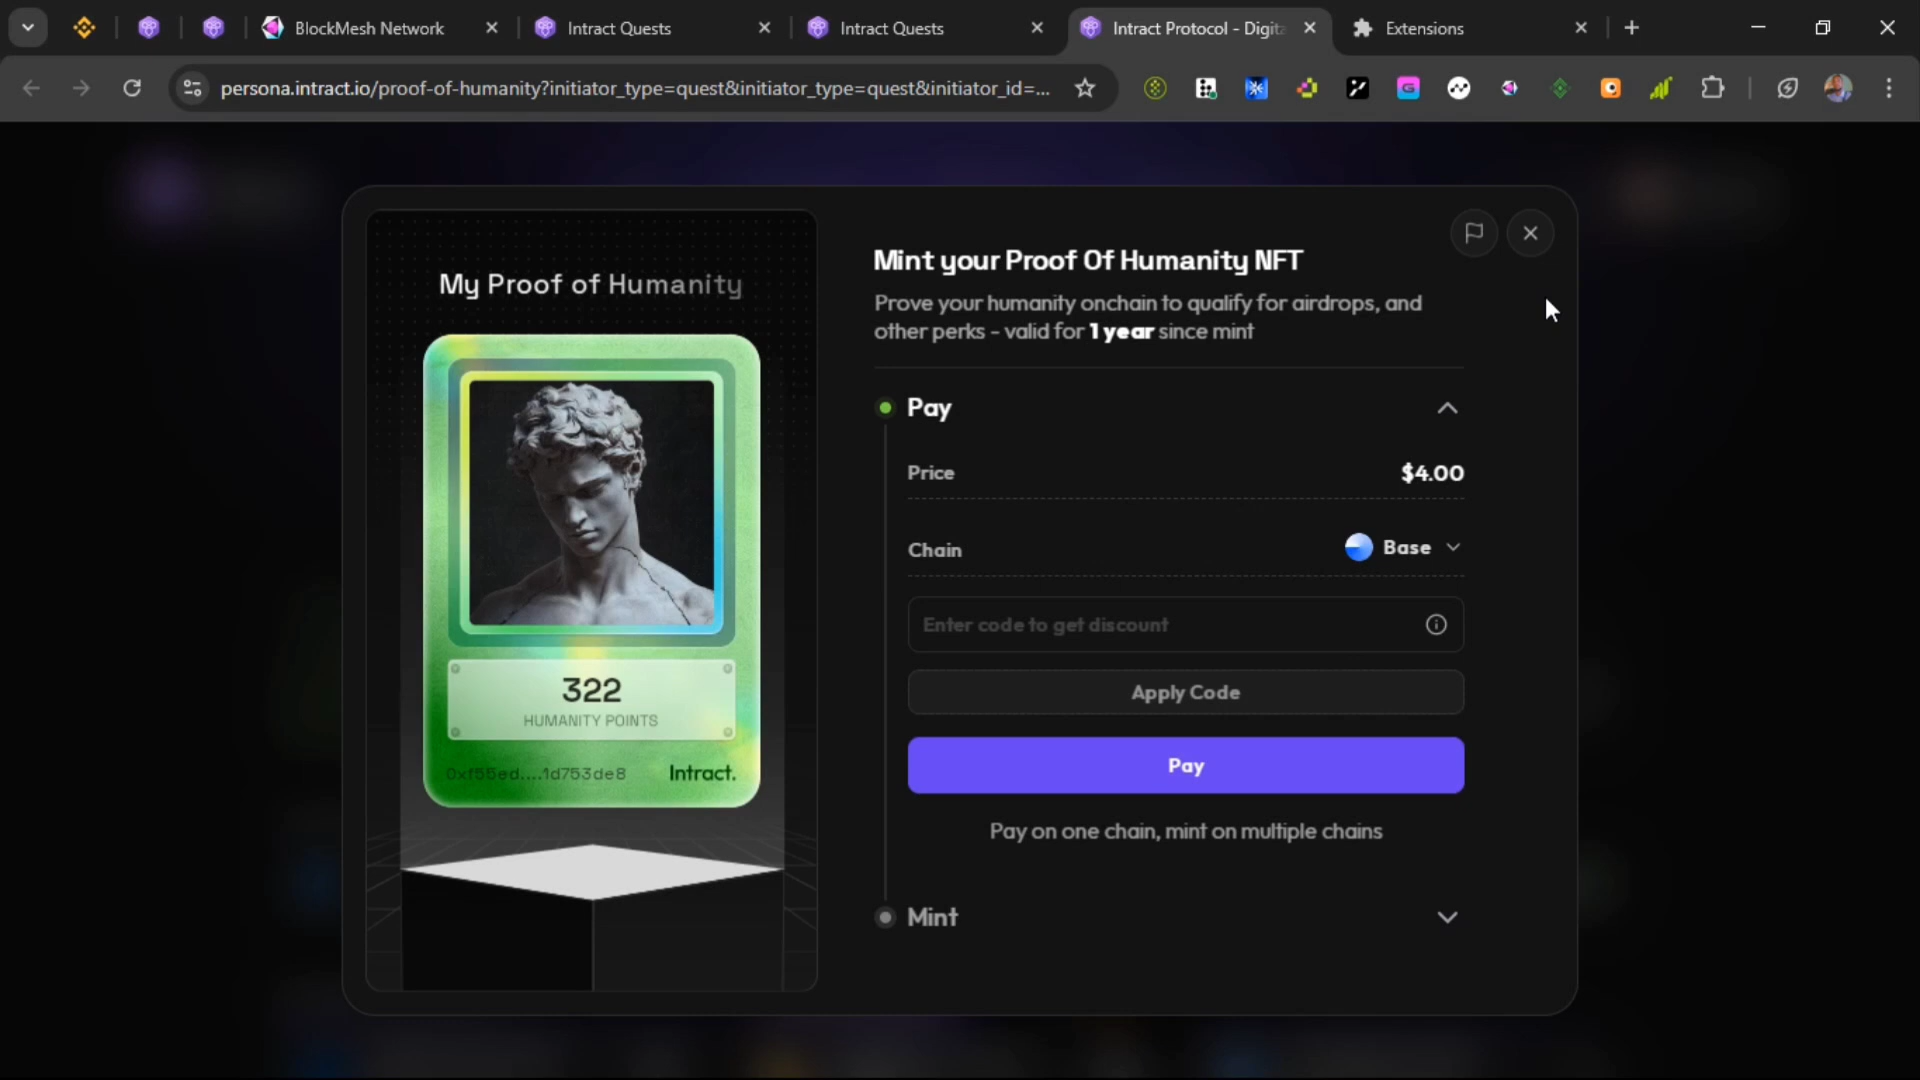 BlockMesh Network
Intract Quests
Intract Quests
Intract Protocol - Digita
Extensions
persona.intract.io/proof-of-humanity?initiator_type=quest&initiator_type=quest&initiator_id=...
My Proof of Humanity
322
HUMANITY POINTS
0xf55ed....1d753de8
Intract.
Mint your Proof Of Humanity NFT
Prove your humanity onchain to qualify for airdrops, and
other perks - valid for 1 year since mint
Pay
Price
$4.00
Chain
Base
Enter code to get discount
Apply Code
Pay
Pay on one chain, mint on multiple chains
Mint